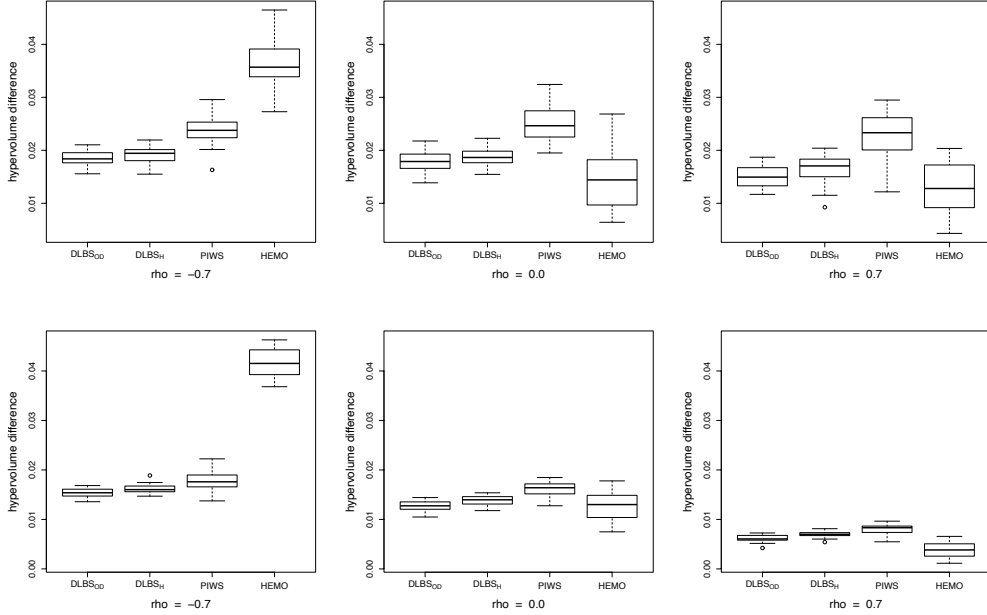 hypervolume difference
0.04
0.03
0.02
0.01
DLBS_OD DLBS_H PIWS HEMO
rho = −0.7
hypervolume difference
0.04
0.03
0.02
0.01
DLBS_OD DLBS_H PIWS HEMO
rho = 0.0
hypervolume difference
0.04
0.03
0.02
0.01
DLBS_OD DLBS_H PIWS HEMO
rho = 0.7
hypervolume difference
0.04
0.03
0.02
0.01
0.00
DLBS_OD DLBS_H PIWS HEMO
rho = −0.7
hypervolume difference
0.04
0.03
0.02
0.01
0.00
DLBS_OD DLBS_H PIWS HEMO
rho = 0.0
hypervolume difference
0.04
0.03
0.02
0.01
0.00
DLBS_OD DLBS_H PIWS HEMO
rho = 0.7